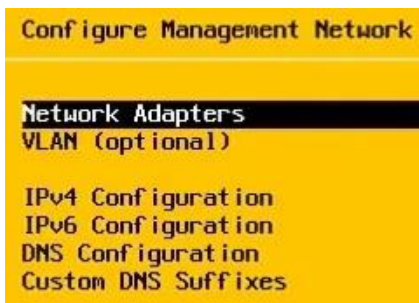 Configure Management Network
Network Adapters
VLAN (optional)
IPv4 Configuration
IPv6 Configuration
DNS Configuration
Custom DNS Suffixes